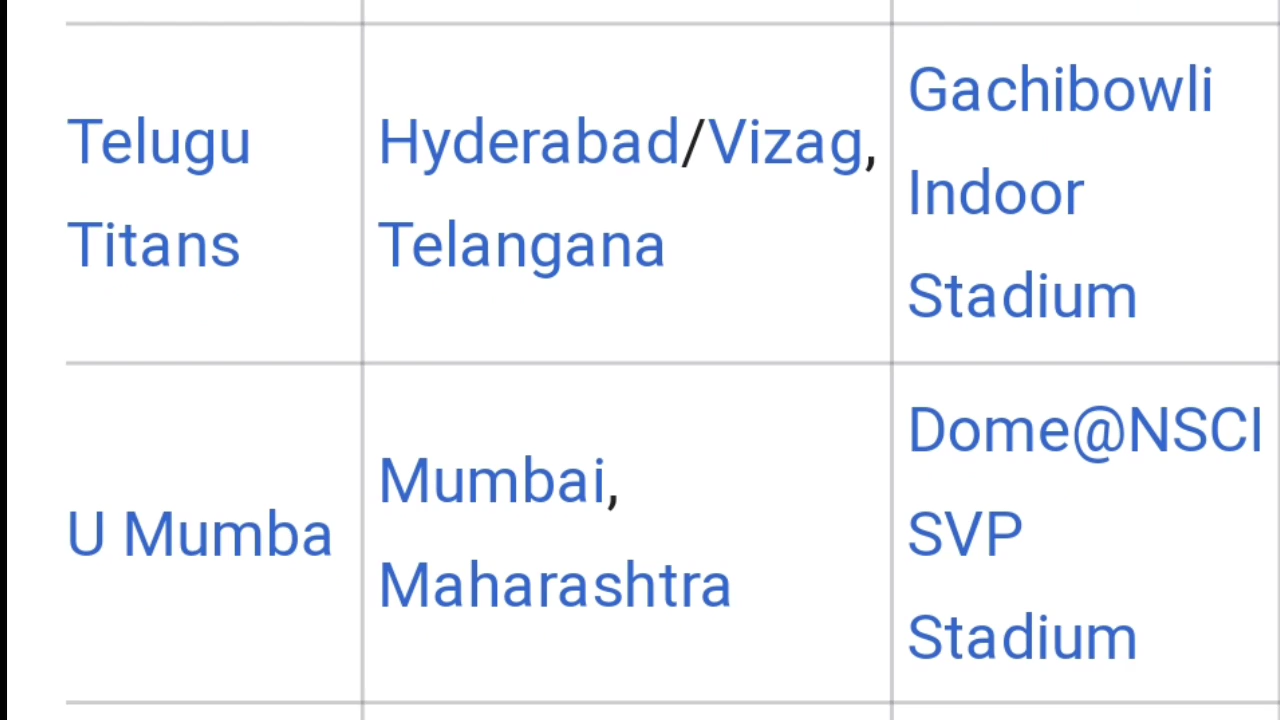 Telugu
Titans
Hyderabad/Vizag,
Telangana
Gachibowli
Indoor
Stadium
U Mumba
Mumbai,
Maharashtra
Dome@NSCI
SVP
Stadium